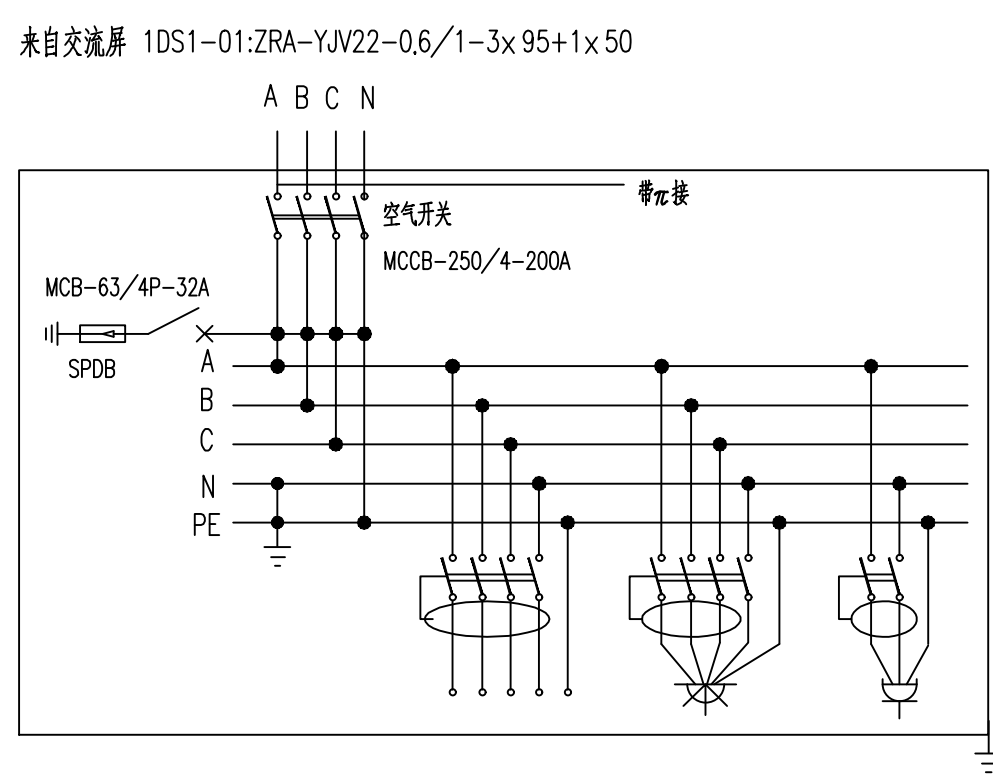 来自交流屏 1DS1-01:ZRA-YJV22-0.6/1-3x95+1x50
A B C N
带π接
空气开关
MCCB-250/4-200A
MCB-63/4P-32A
SPDB
A
B
C
N
PE